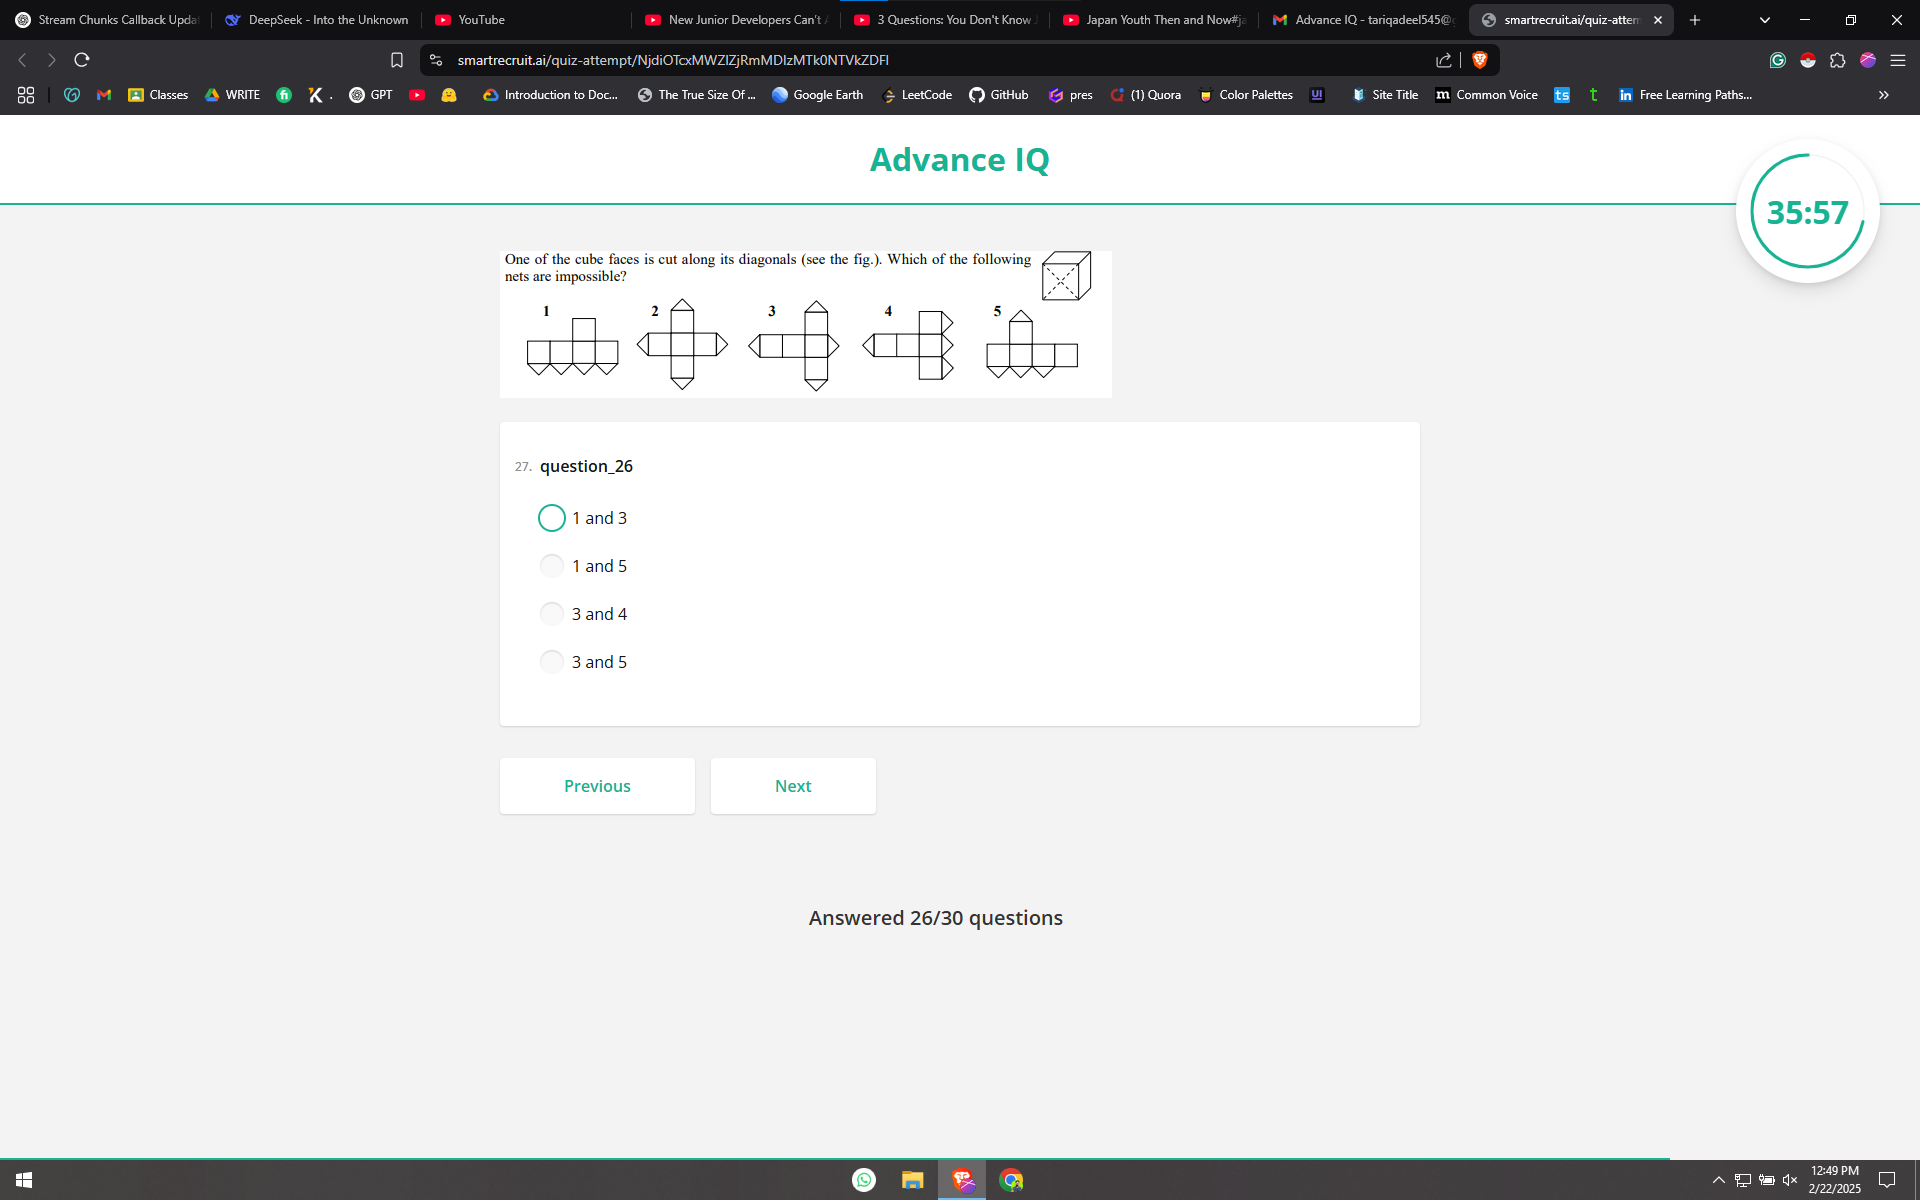 Stream Chunks Callback Upda
DeepSeek - Into the Unknown
YouTube
New Junior Developers Can't
3 Questions: You Don't Know
Japan Youth Then and Now#j
Advance IQ - tariqadeel545@
smartrecruit.ai/quiz-attem
smartrecruit.ai/quiz-attempt/NjdiOTcxMWZlZjRmMDIzMTk0NTVkZDFl
Classes
WRITE
GPT
Introduction to Doc...
The True Size Of ...
Google Earth
LeetCode
GitHub
pres
(1) Quora
Color Palettes
UI
Site Title
m Common Voice
ts
t
in Free Learning Paths...
Advance IQ
35:57
One of the cube faces is cut along its diagonals (see the fig.). Which of the following
nets are impossible?
1 2 3 4 5
27. question_26
1 and 3
1 and 5
3 and 4
3 and 5
Previous
Next
Answered 26/30 questions
12:49 PM
2/22/2025